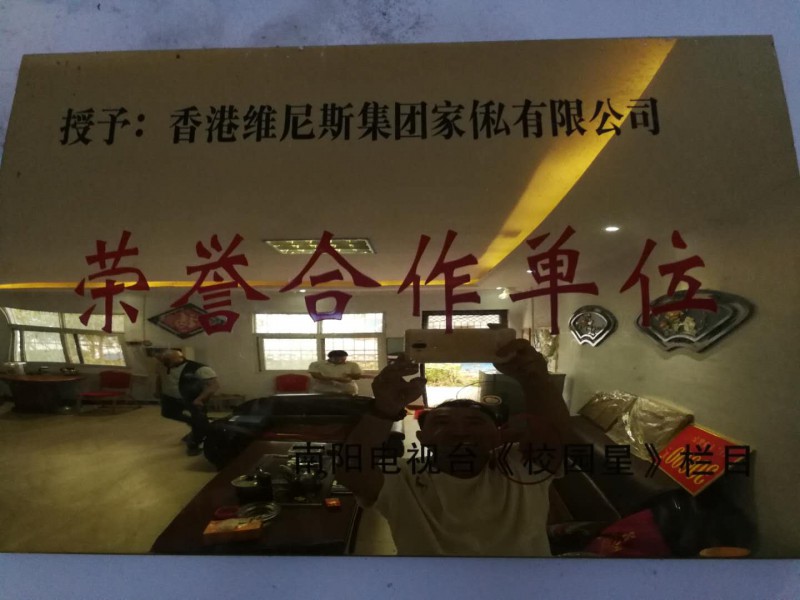 授予：香港维尼斯集团家俬有限公司
荣誉合作单位
南阳电视台《校园星》栏目